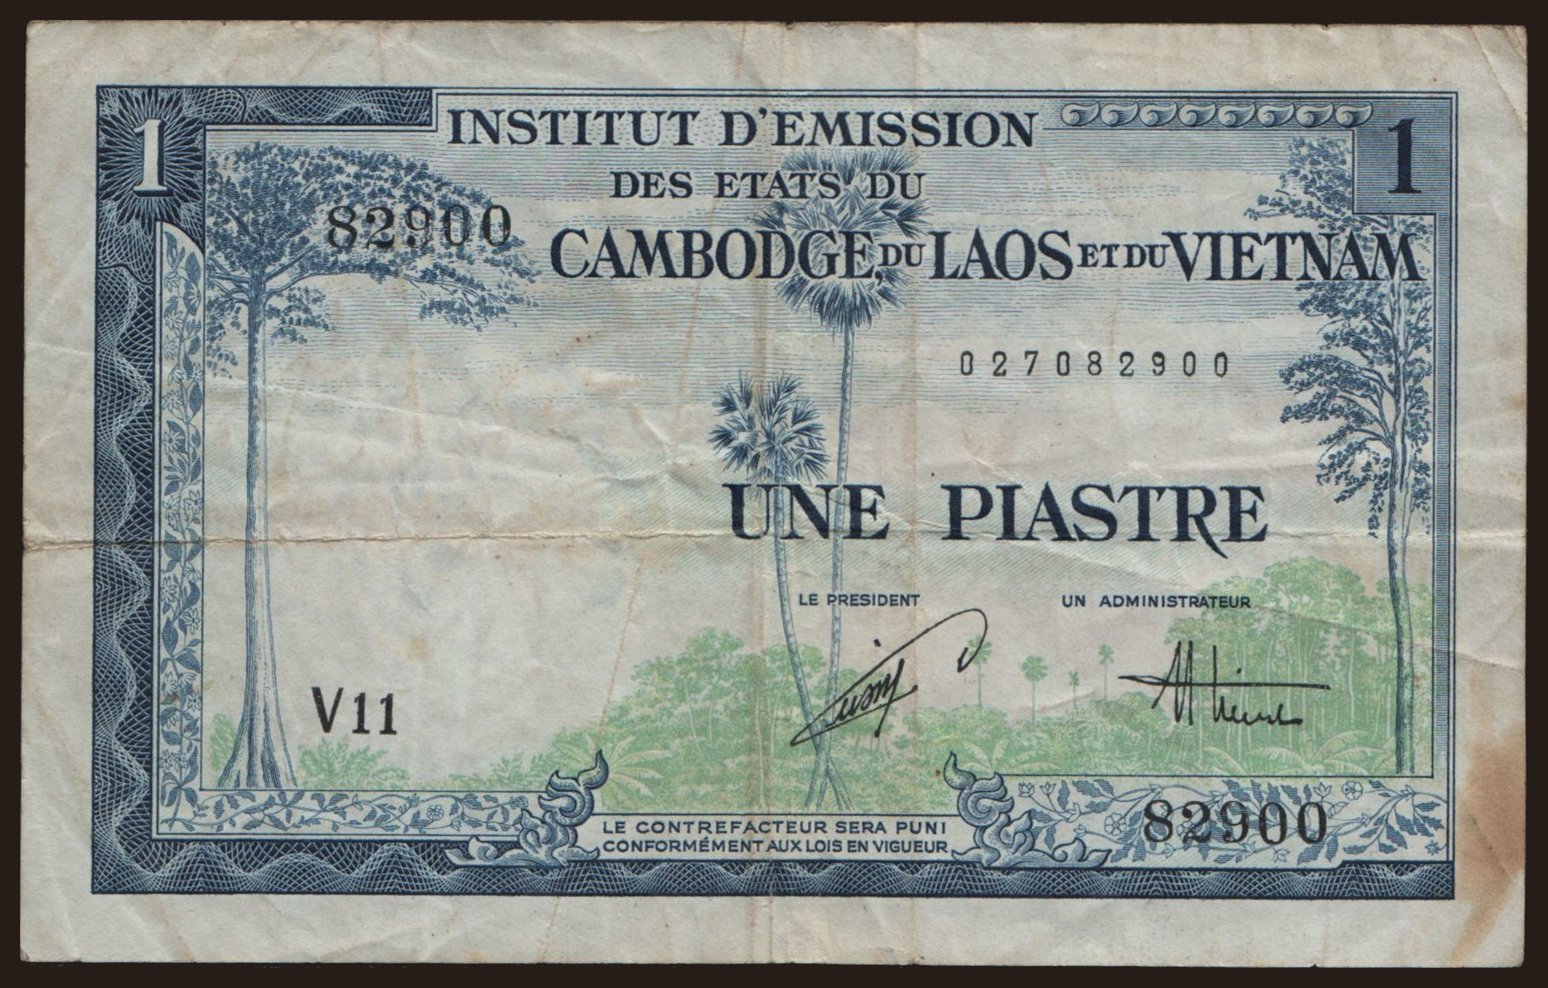 1 INSTITUT D'EMISSION 1
DES ETATS DU
82900
CAMBODGE, DU LAOS ET DU VIETNAM
027082900
UNE PIASTRE
LE PRESIDENT UN ADMINISTRATEUR
V11
LE CONTREFACTEUR SERA PUNI
CONFORMÉMENT AUX LOIS EN VIGUEUR
82900